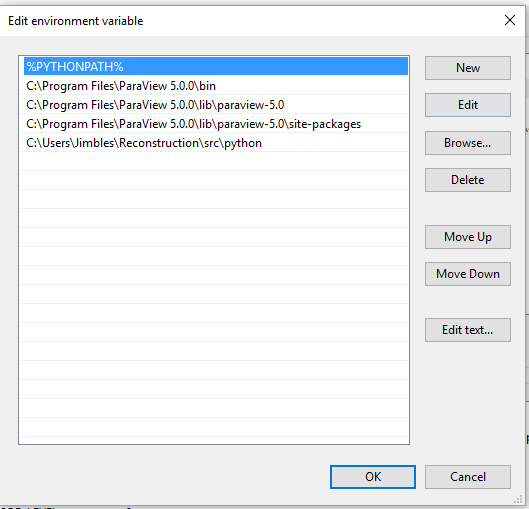 Edit environment variable
%PYTHONPATH%
C:\Program Files\ParaView 5.0.0\bin
C:\Program Files\ParaView 5.0.0\lib\paraview-5.0
C:\Program Files\ParaView 5.0.0\lib\paraview-5.0\site-packages
C:\Users\Jimbles\Reconstruction\src\python
New
Edit
Browse...
Delete
Move Up
Move Down
Edit text...
OK
Cancel